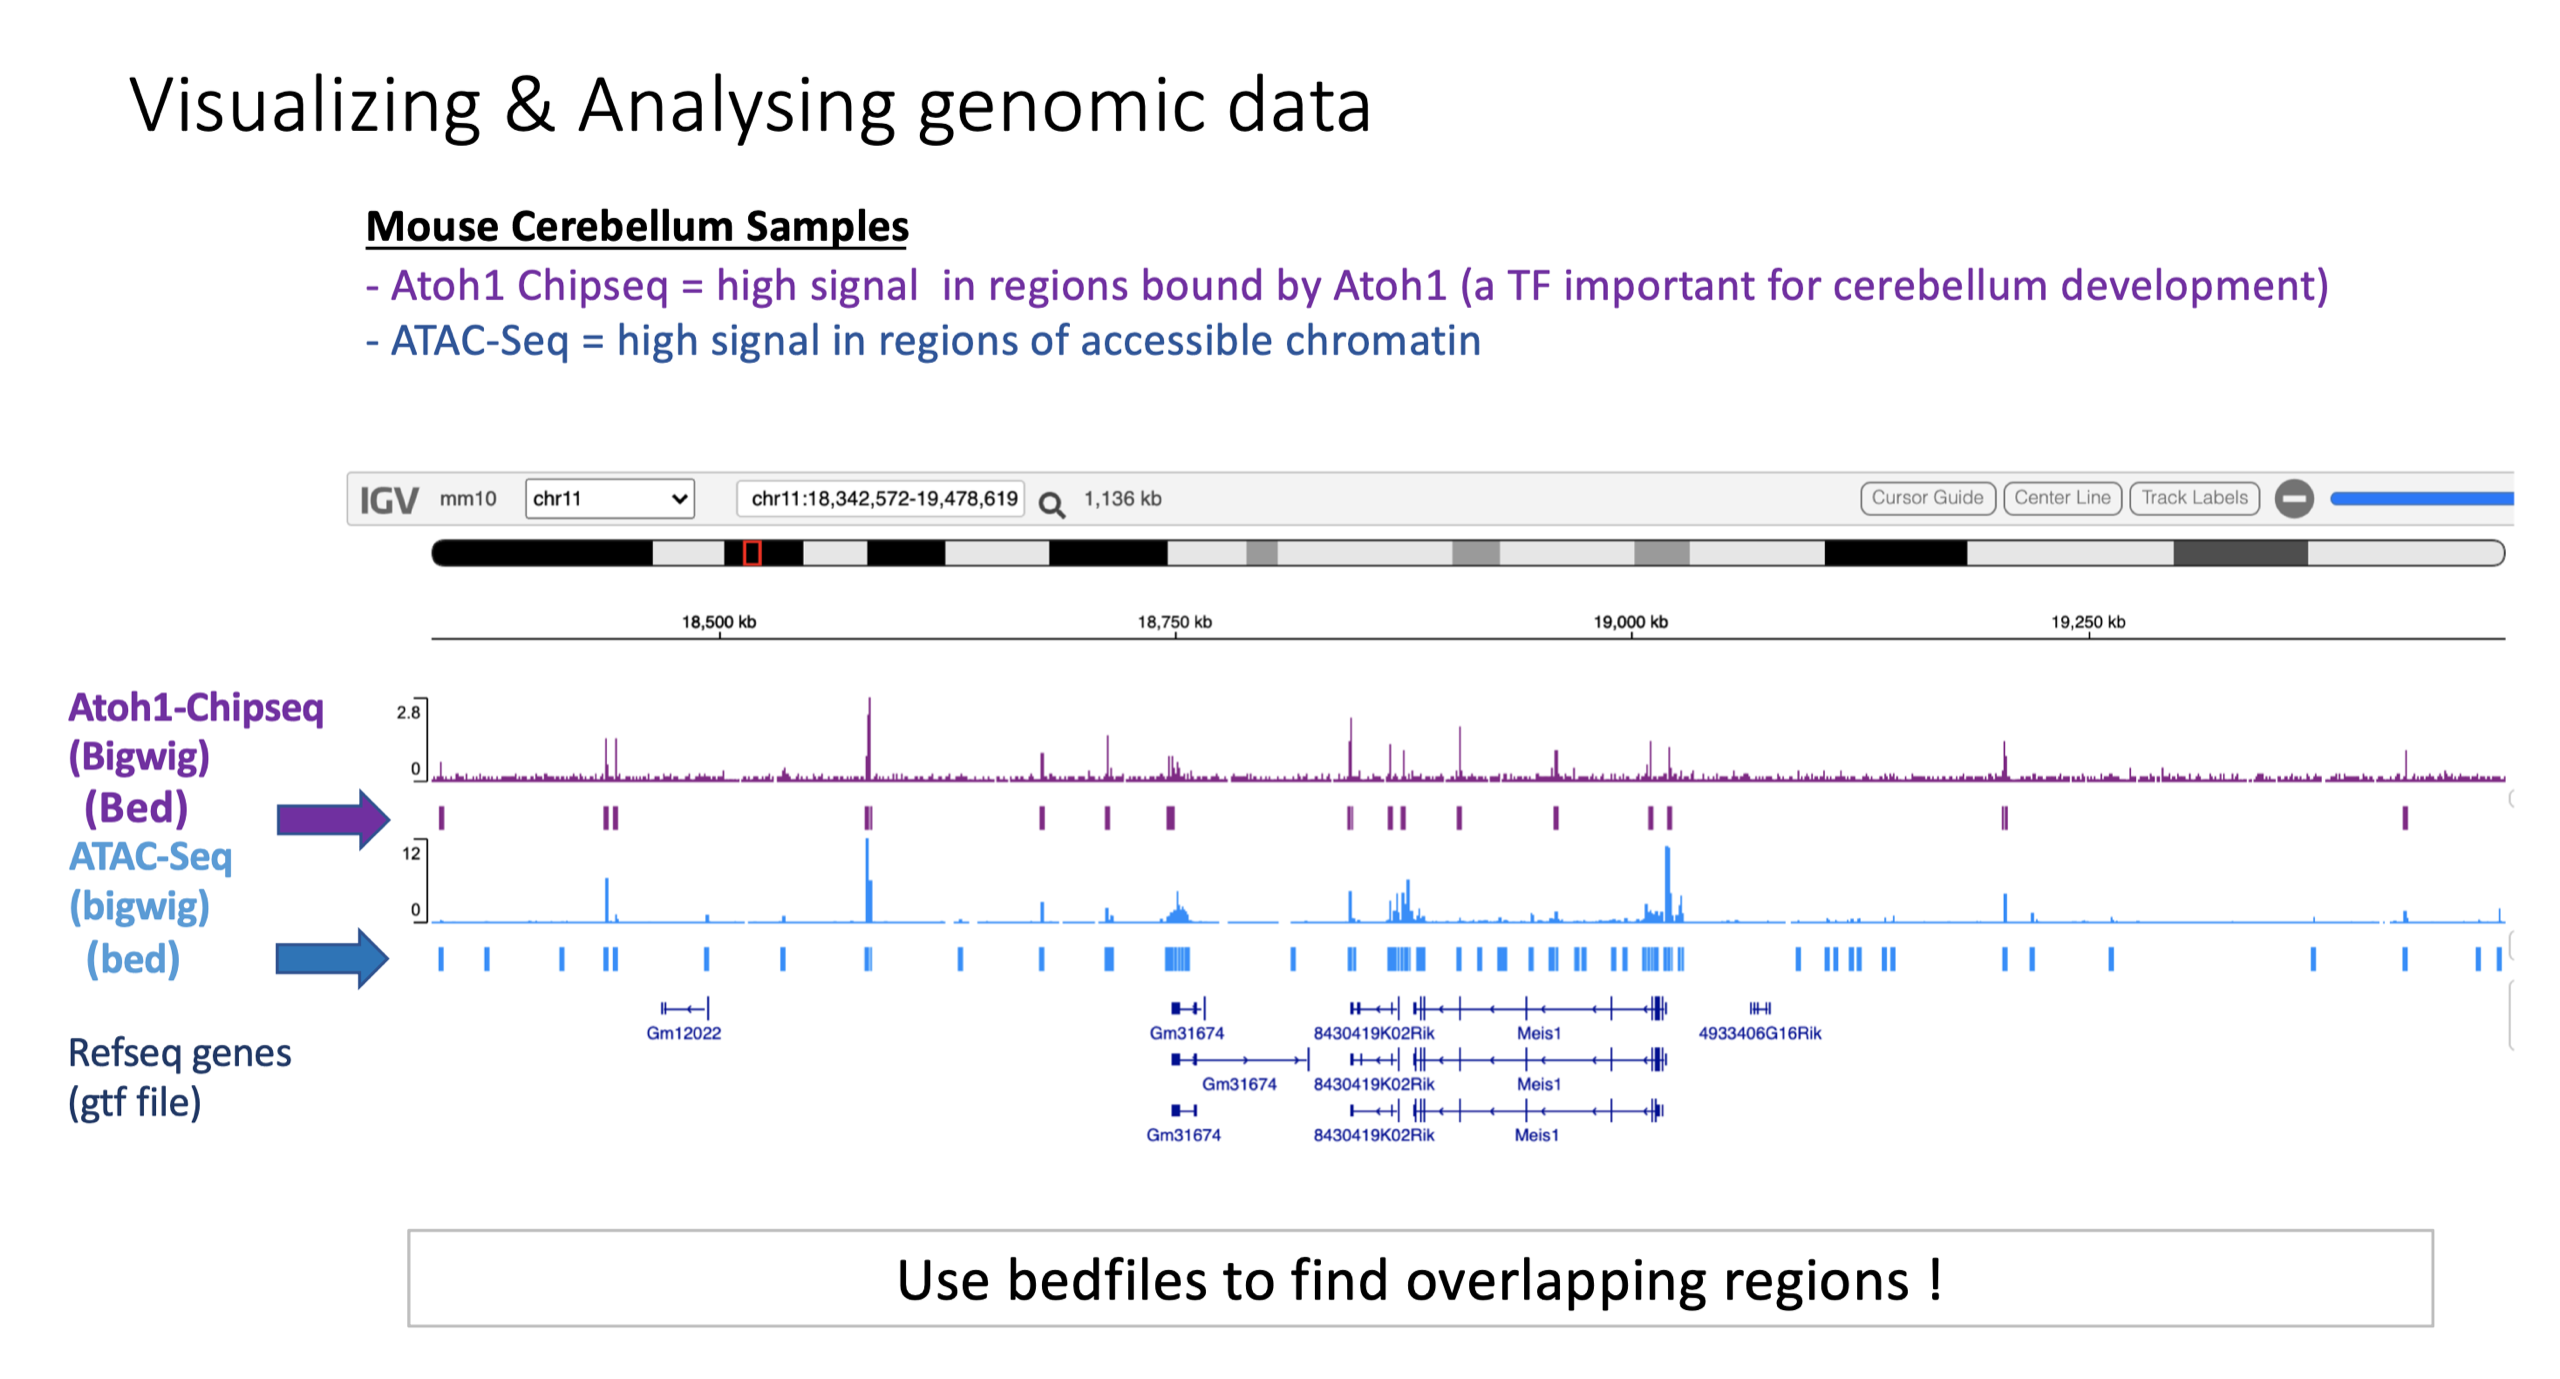 Visualizing & Analysing genomic data
Mouse Cerebellum Samples
- Atoh1 Chipseq = high signal  in regions bound by Atoh1 (a TF important for cerebellum development)
- ATAC-Seq = high signal in regions of accessible chromatin
IGV mm10 chr11 chr11:18,342,572-19,478,619 1,136 kb Cursor Guide Center Line Track Labels
18,500 kb 18,750 kb 19,000 kb 19,250 kb
Atoh1-Chipseq
(Bigwig)
(Bed)
2.8
0
ATAC-Seq
(bigwig)
(bed)
12
0
Refseq genes
(gtf file)
Gm12022 Gm31674 8430419K02Rik Meis1 4933406G16Rik
Gm31674 8430419K02Rik Meis1
Gm31674 8430419K02Rik Meis1
Use bedfiles to find overlapping regions !